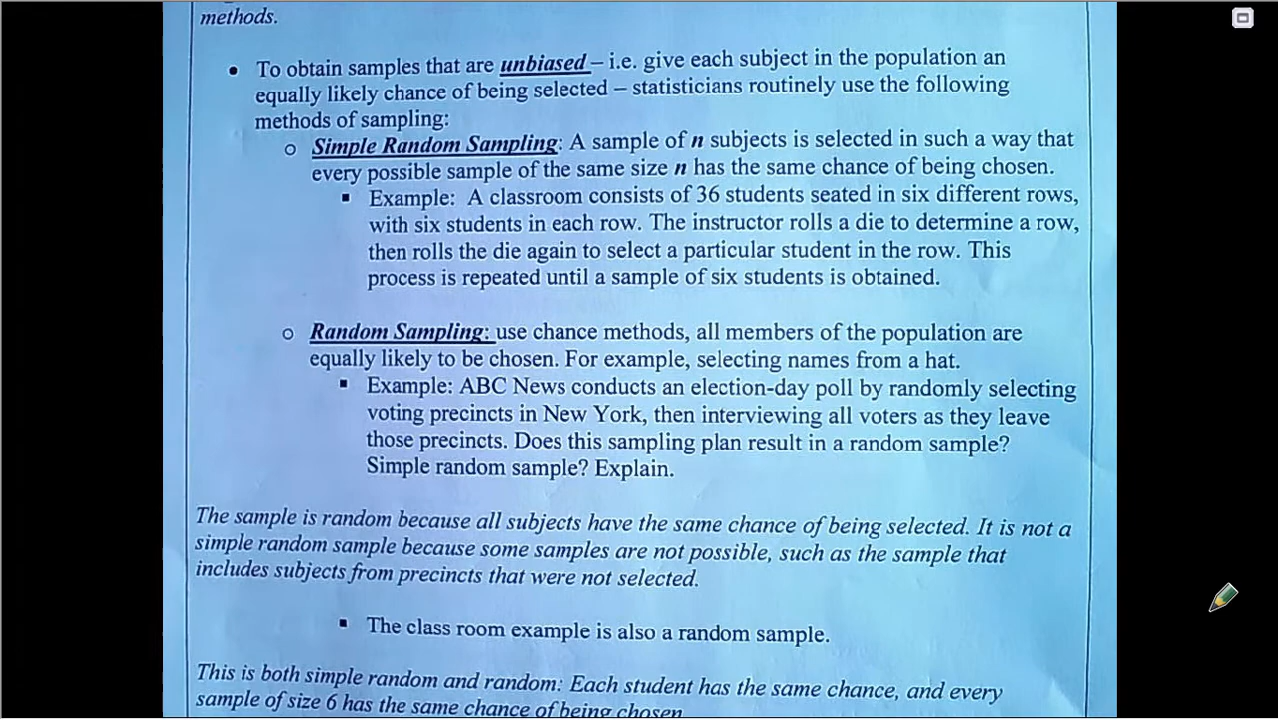 methods.
• To obtain samples that are unbiased – i.e. give each subject in the population an
equally likely chance of being selected – statisticians routinely use the following
methods of sampling:
o Simple Random Sampling: A sample of n subjects is selected in such a way that
every possible sample of the same size n has the same chance of being chosen.
▪ Example: A classroom consists of 36 students seated in six different rows,
with six students in each row. The instructor rolls a die to determine a row,
then rolls the die again to select a particular student in the row. This
process is repeated until a sample of six students is obtained.
o Random Sampling: use chance methods, all members of the population are
equally likely to be chosen. For example, selecting names from a hat.
▪ Example: ABC News conducts an election-day poll by randomly selecting
voting precincts in New York, then interviewing all voters as they leave
those precincts. Does this sampling plan result in a random sample?
Simple random sample? Explain.
The sample is random because all subjects have the same chance of being selected. It is not a
simple random sample because some samples are not possible, such as the sample that
includes subjects from precincts that were not selected.
▪ The class room example is also a random sample.
This is both simple random and random: Each student has the same chance, and every
sample of size 6 has the same chance of being chosen